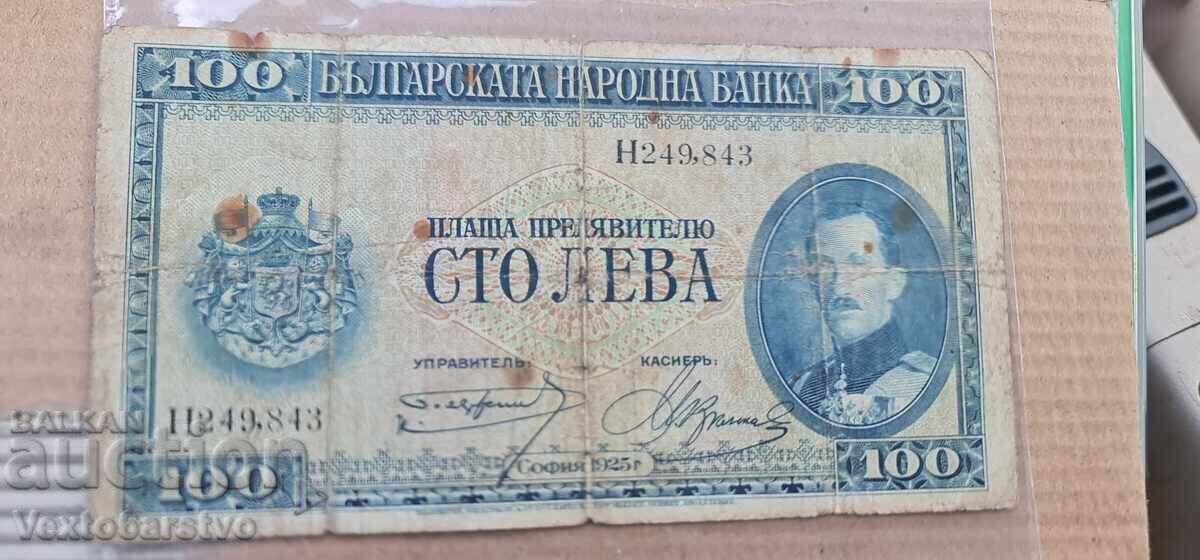 100 БЪЛГАРСКАТА НАРОДНА БАНКА 100
Н249,843
ПЛАЩА ПРЕДЯВИТЕЛЮ
СТО ЛЕВА
УПРАВИТЕЛЬ: КАСИЕРЬ:
Н249,843
100 София 1925 г 100
BALKAN
auction
Vexto6arstvo